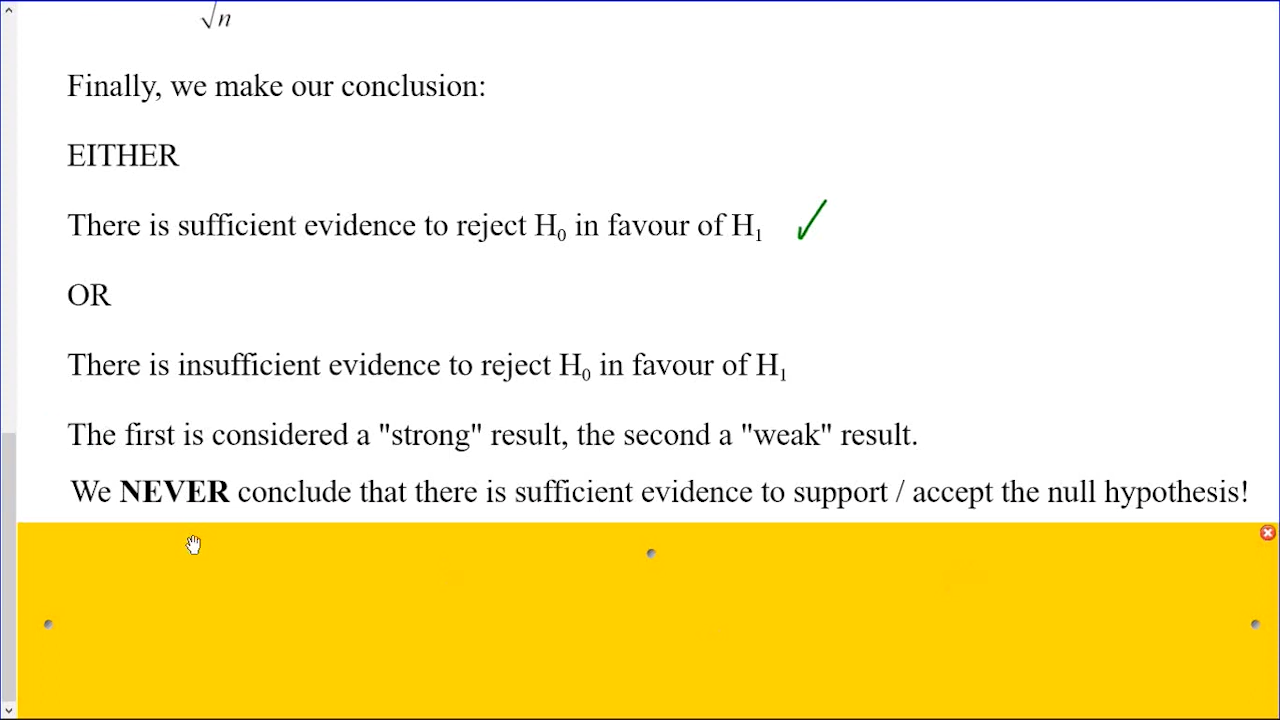 √n
Finally, we make our conclusion:
EITHER
There is sufficient evidence to reject H₀ in favour of H₁
OR
There is insufficient evidence to reject H₀ in favour of H₁
The first is considered a "strong" result, the second a "weak" result.
We NEVER conclude that there is sufficient evidence to support / accept the null hypothesis!